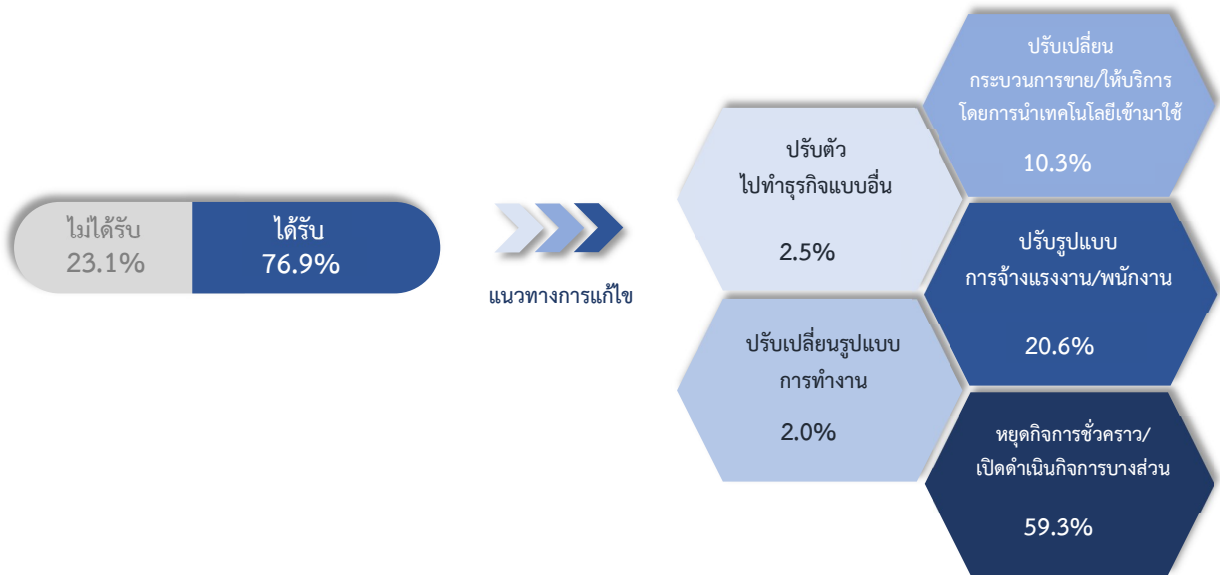 ไม่ได้รับ
23.1%
ได้รับ
76.9%
แนวทางการแก้ไข
ปรับตัว
ไปทำธุรกิจแบบอื่น
2.5%
ปรับเปลี่ยนรูปแบบ
การทำงาน
2.0%
ปรับเปลี่ยน
กระบวนการขาย/ให้บริการ
โดยการนำเทคโนโลยีเข้ามาใช้
10.3%
ปรับรูปแบบ
การจ้างแรงงาน/พนักงาน
20.6%
หยุดกิจการชั่วคราว/
เปิดดำเนินกิจการบางส่วน
59.3%